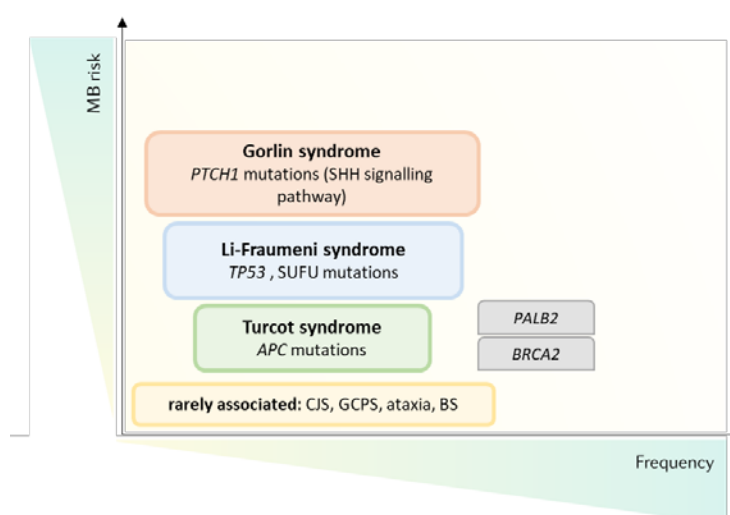 MB risk
Gorlin syndrome
PTCH1 mutations (SHH signalling
pathway)
Li-Fraumeni syndrome
TP53 , SUFU mutations
Turcot syndrome
APC mutations
PALB2
BRCA2
rarely associated: CJS, GCPS, ataxia, BS
Frequency